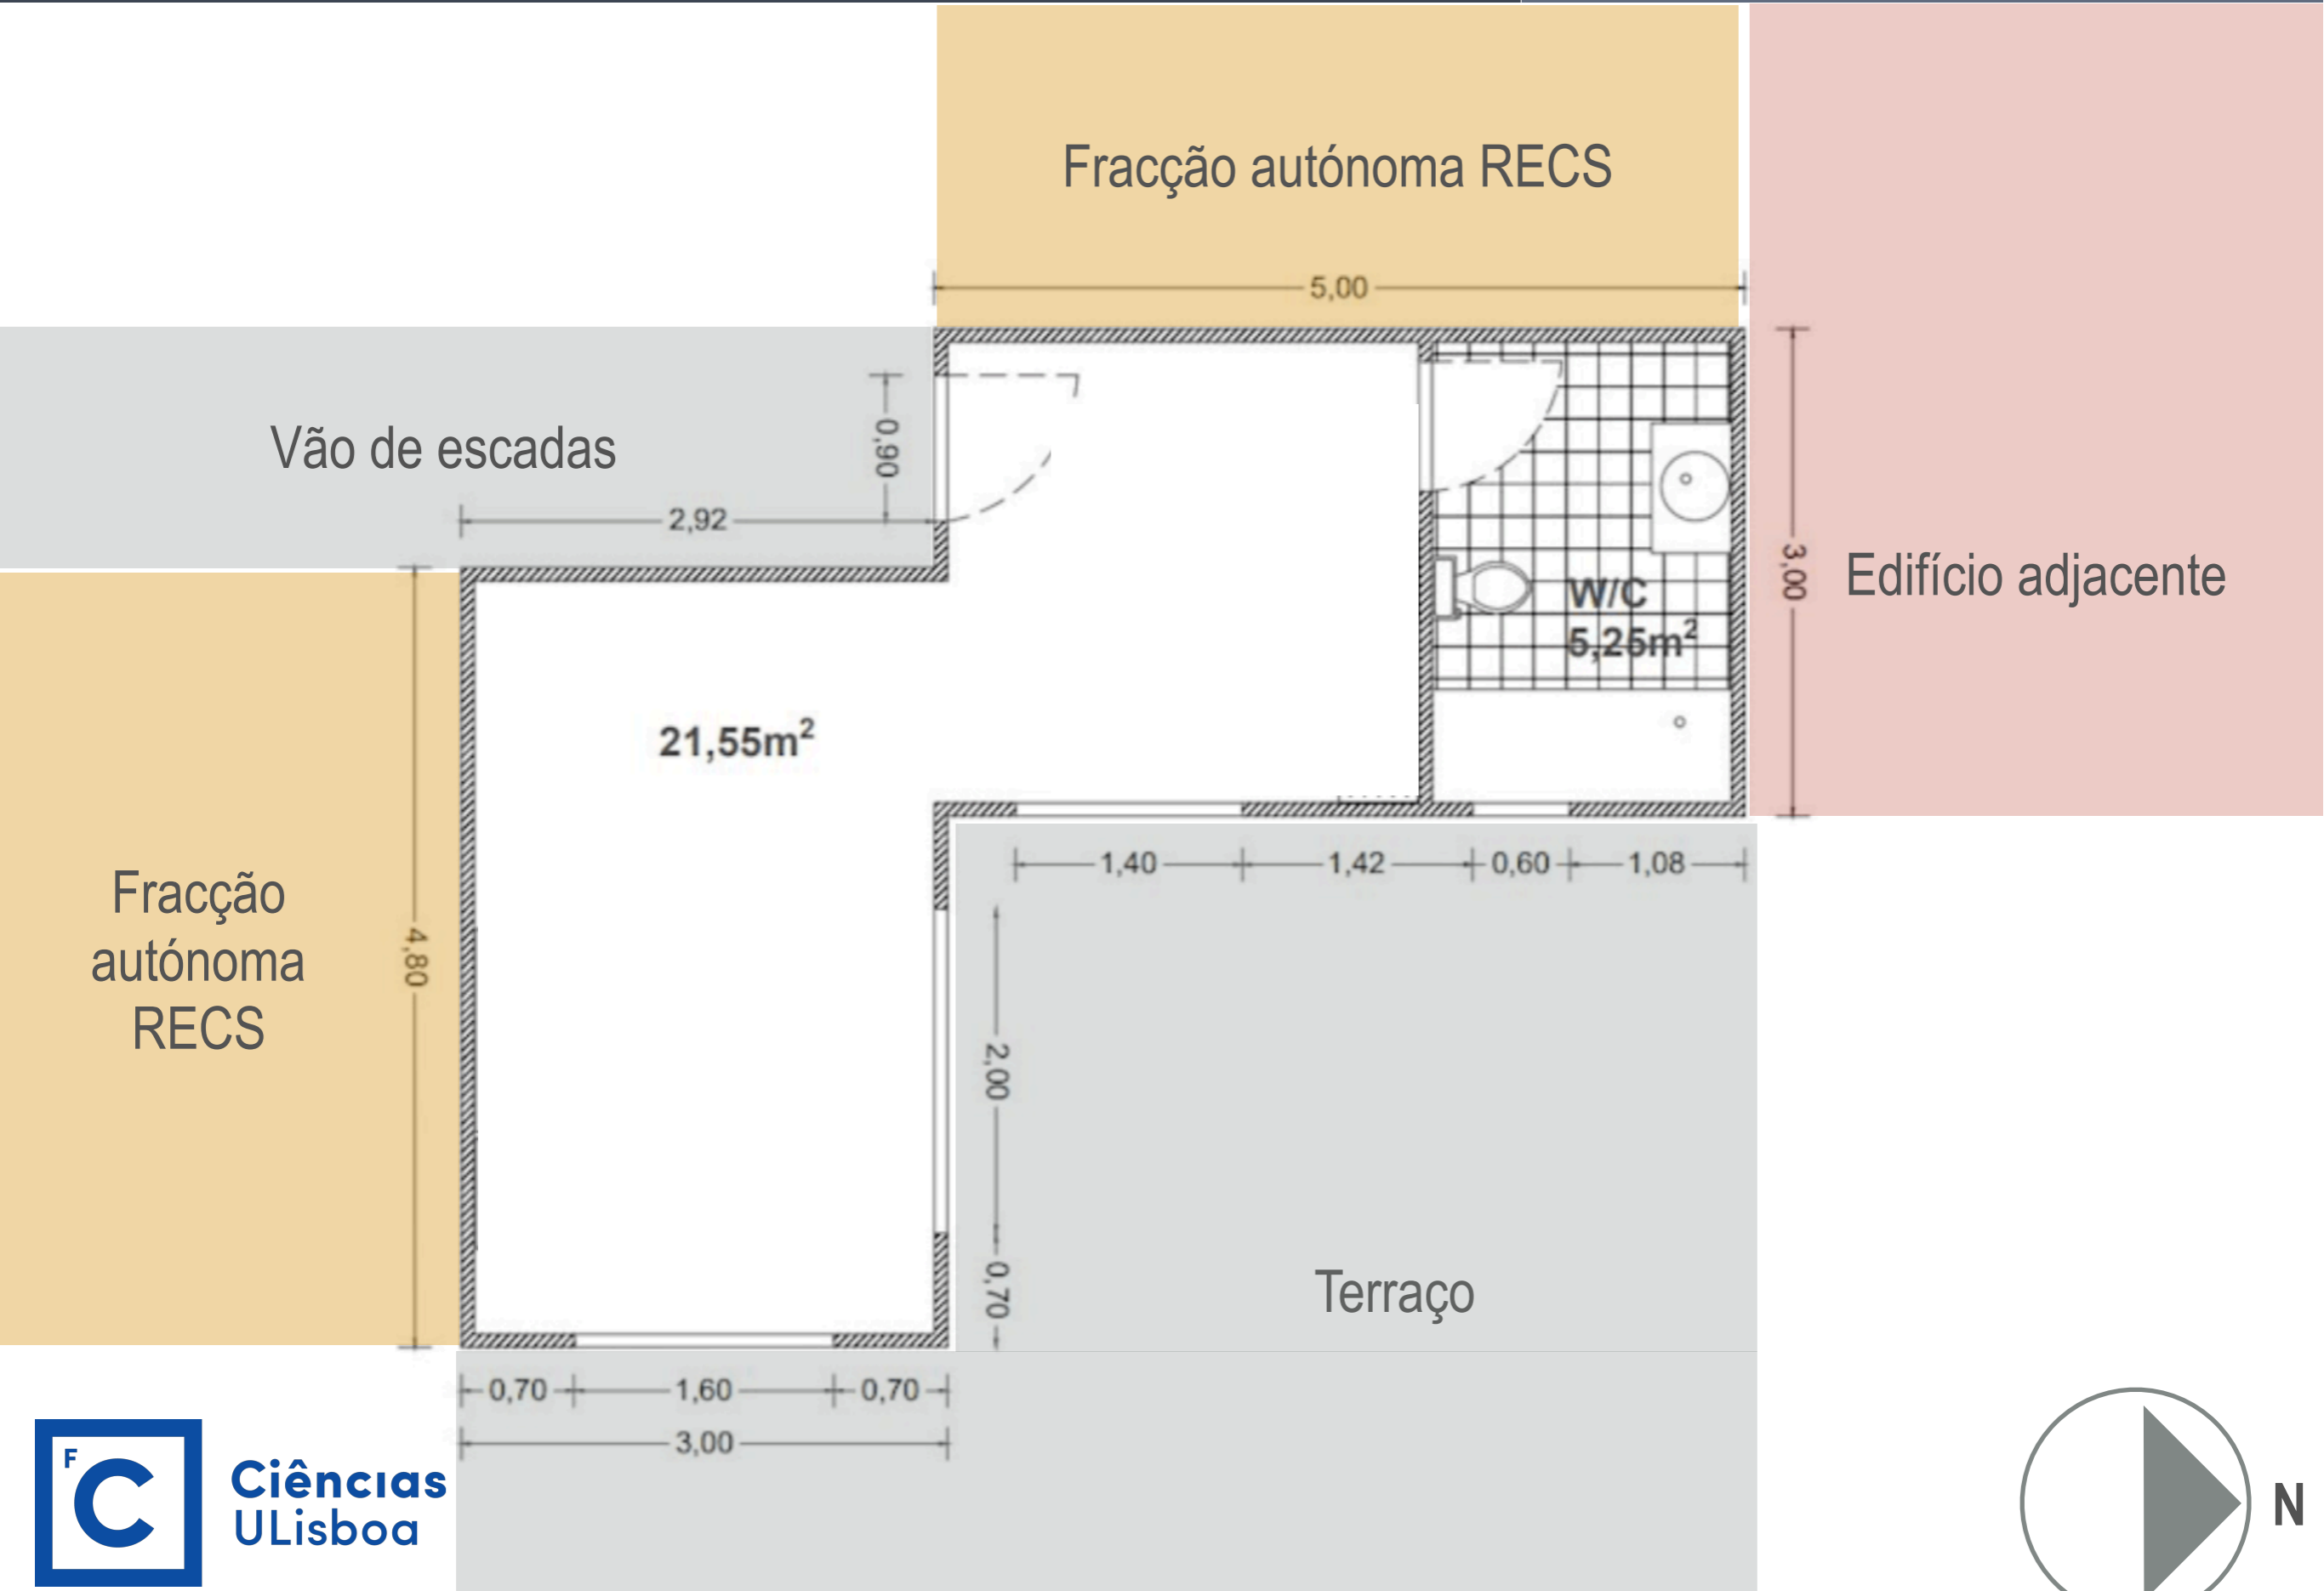 Fracção autónoma RECS
5,00
Vão de escadas
0,90
2,92
3,00
Edifício adjacente
W/C
5,25m²
21,55m²
1,40
1,42
0,60
1,08
Fracção
autónoma
RECS
4,80
2,00
0,70
Terraço
0,70
1,60
0,70
3,00
FC
Ciências
ULisboa
N